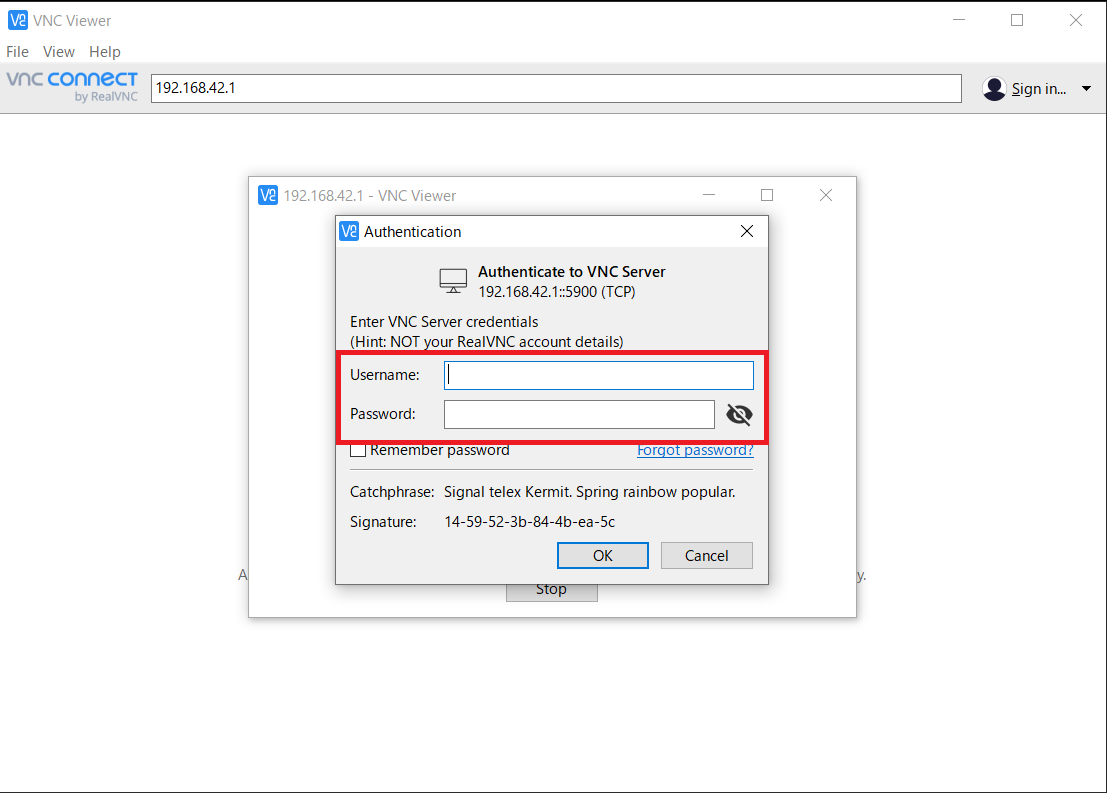 VNC Viewer
File View Help
vnc connect
by RealVNC
192.168.42.1
Sign in...
192.168.42.1 - VNC Viewer
Authentication
Authenticate to VNC Server
192.168.42.1::5900 (TCP)
Enter VNC Server credentials
(Hint: NOT your RealVNC account details)
Username:
Password:
Remember password Forgot password?
Catchphrase: Signal telex Kermit. Spring rainbow popular.
Signature: 14-59-52-3b-84-4b-ea-5c
OK Cancel
A y.
Stop